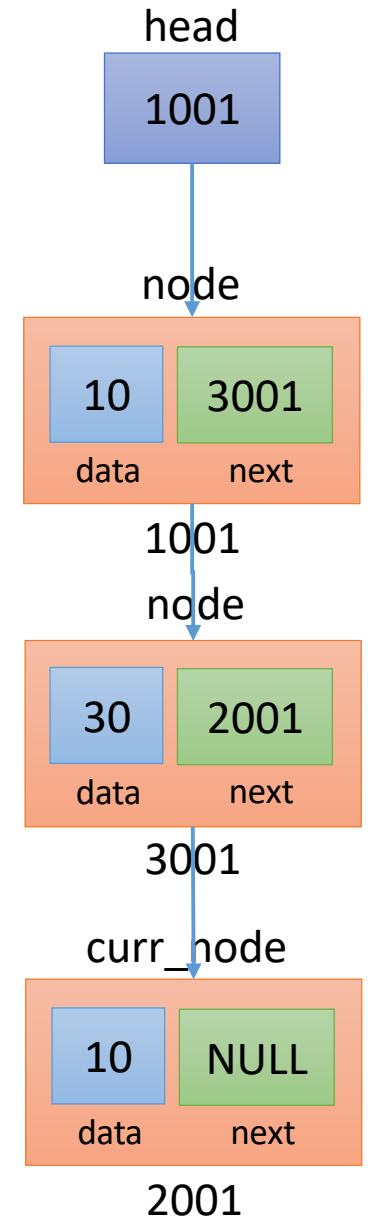 head
1001
node
10 3001
data next
1001
node
30 2001
data next
3001
curr_node
10 NULL
data next
2001